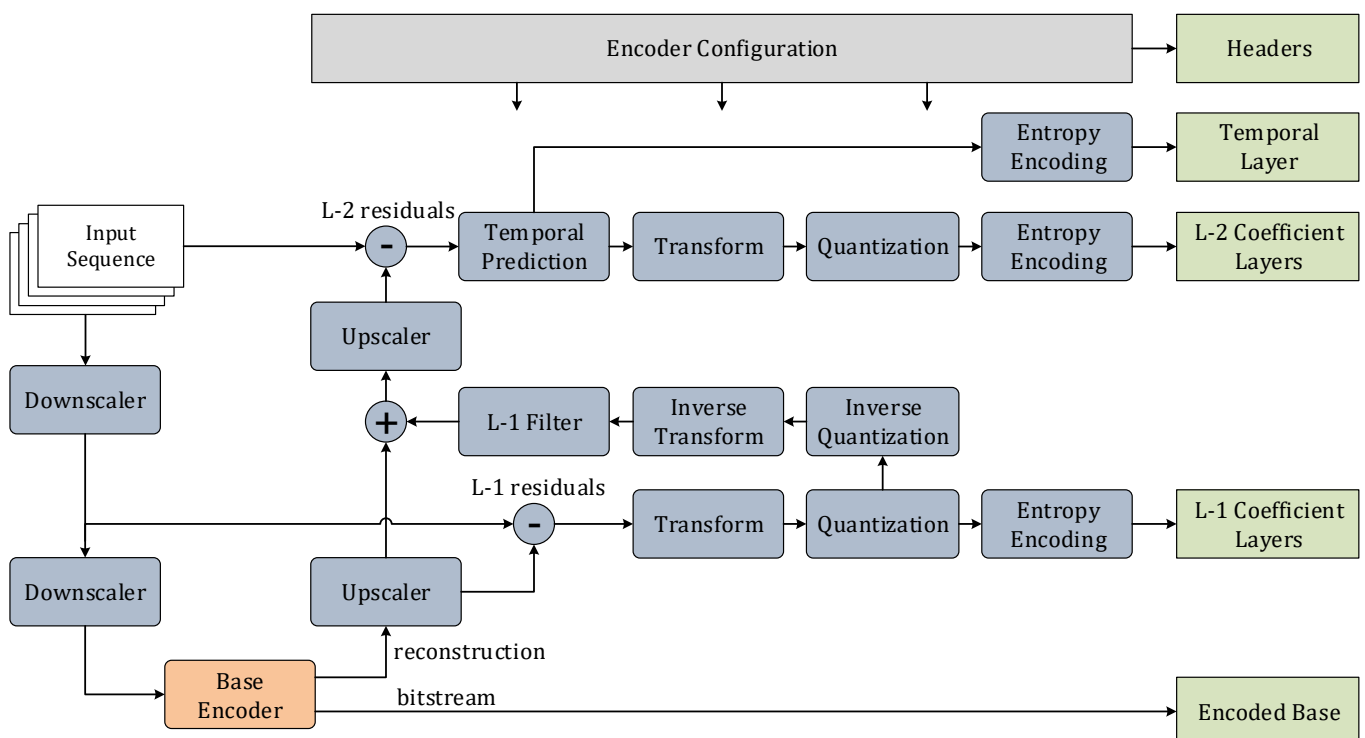 Encoder Configuration
Headers
Entropy
Encoding
Temporal
Layer
L-2 residuals
Input
Sequence
-
Temporal
Prediction
Transform
Quantization
Entropy
Encoding
L-2 Coefficient
Layers
Upscaler
Downscaler
+
L-1 Filter
Inverse
Transform
Inverse
Quantization
L-1 residuals
-
Transform
Quantization
Entropy
Encoding
L-1 Coefficient
Layers
Downscaler
Upscaler
reconstruction
Base
Encoder
bitstream
Encoded Base